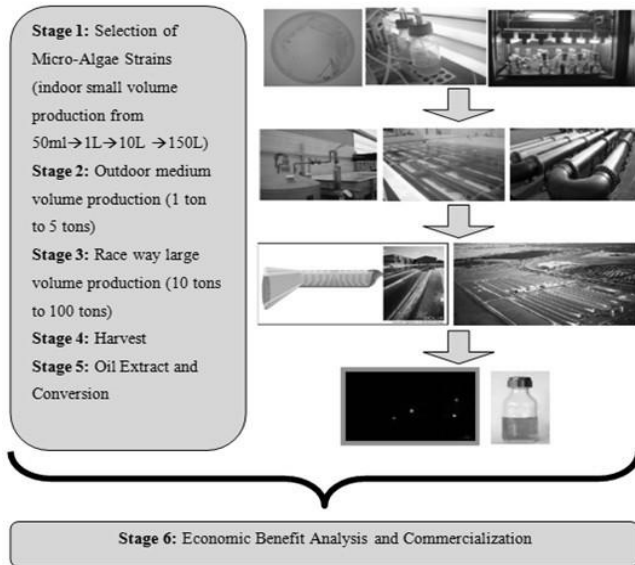 Stage 1: Selection of
Micro-Algae Strains
(indoor small volume
production from
50ml→1L→10L →150L)
Stage 2: Outdoor medium
volume production (1 ton
to 5 tons)
Stage 3: Race way large
volume production (10 tons
to 100 tons)
Stage 4: Harvest
Stage 5: Oil Extract and
Conversion
Stage 6: Economic Benefit Analysis and Commercialization